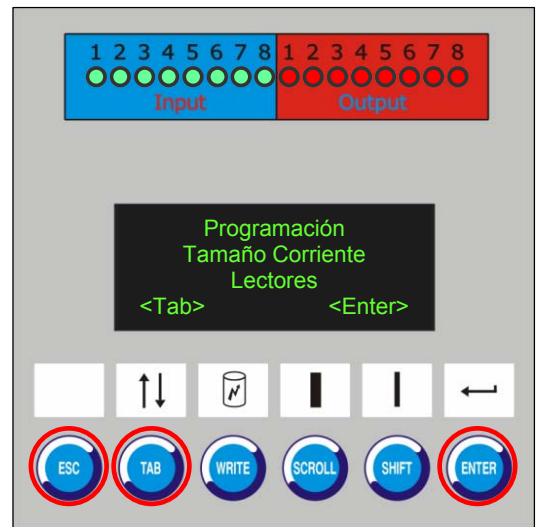 1 2 3 4 5 6 7 8 1 2 3 4 5 6 7 8
Input Output
Programación
Tamaño Corriente
Lectores
<Tab> <Enter>
ESC TAB WRITE SCROLL SHIFT ENTER